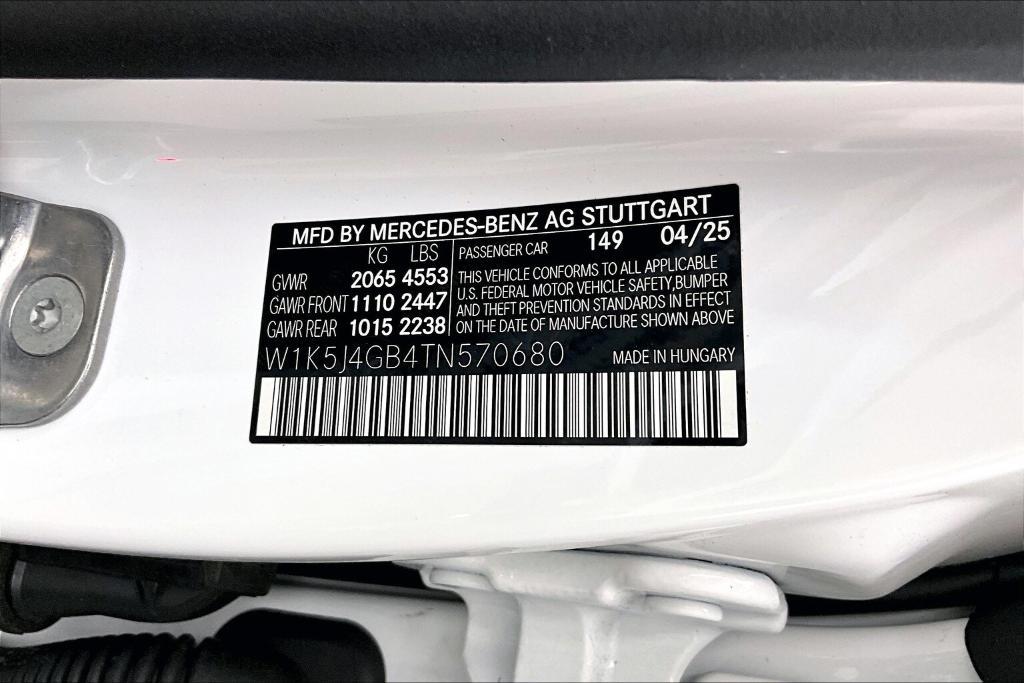 MFD BY MERCEDES-BENZ AG STUTTGART
KG LBS
GVWR 2065 4553
GAWR FRONT 1110 2447
GAWR REAR 1015 2238
PASSENGER CAR 149 04/25
THIS VEHICLE CONFORMS TO ALL APPLICABLE
U.S. FEDERAL MOTOR VEHICLE SAFETY,BUMPER
AND THEFT PREVENTION STANDARDS IN EFFECT
ON THE DATE OF MANUFACTURE SHOWN ABOVE
W1K5J4GB4TN570680 MADE IN HUNGARY